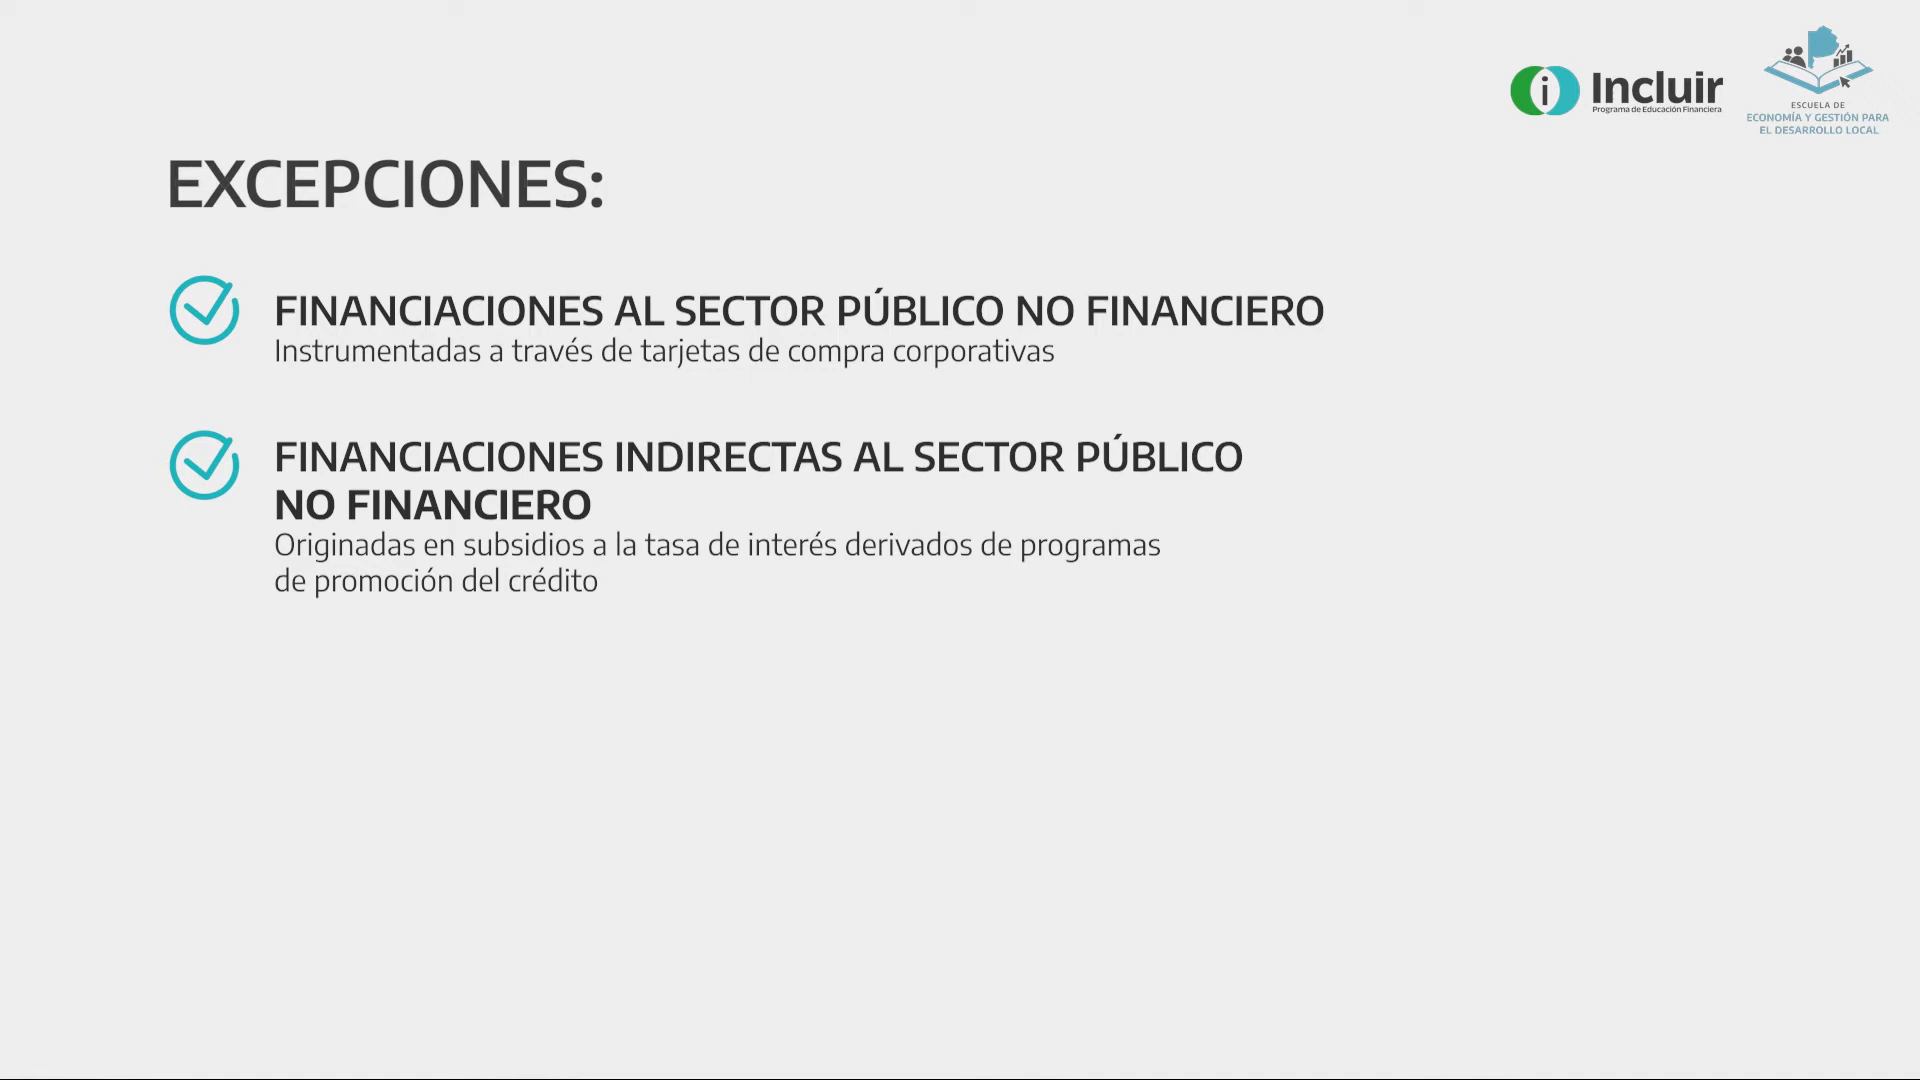 i Incluir
Programa de Educación Financiera
ESCUELA DE
ECONOMÍA Y GESTIÓN PARA
EL DESARROLLO LOCAL
EXCEPCIONES:
FINANCIACIONES AL SECTOR PÚBLICO NO FINANCIERO
Instrumentadas a través de tarjetas de compra corporativas
FINANCIACIONES INDIRECTAS AL SECTOR PÚBLICO
NO FINANCIERO
Originadas en subsidios a la tasa de interés derivados de programas
de promoción del crédito